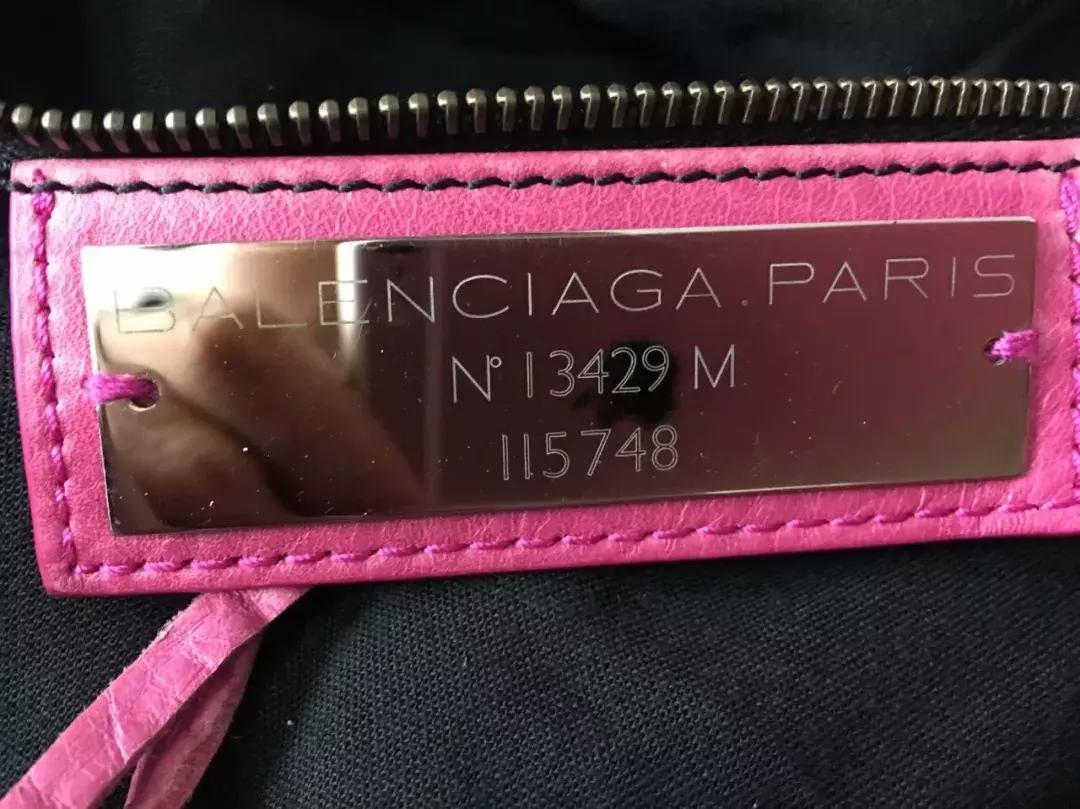 BALENCIAGA.PARIS
N° 13429 M
115748